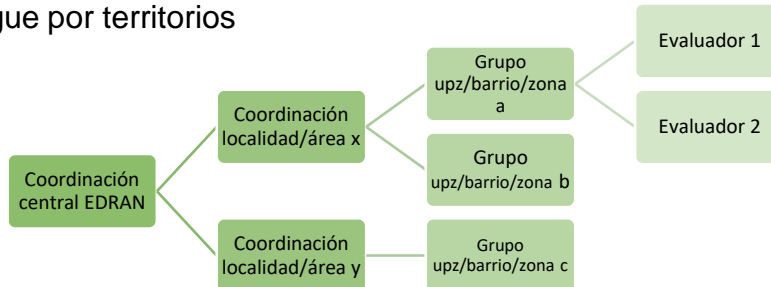 gue por territorios
Evaluador 1
Grupo
upz/barrio/zona
a
Coordinación
localidad/área x
Evaluador 2
Grupo
upz/barrio/zona b
Coordinación
central EDRAN
Coordinación
localidad/área y
Grupo
upz/barrio/zona c